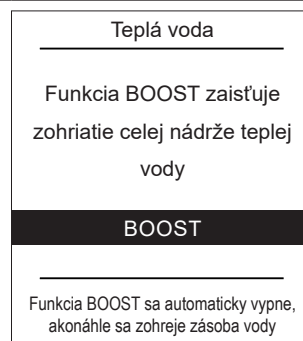 Teplá voda
Funkcia BOOST zaisťuje
zohriatie celej nádrže teplej
vody
BOOST
Funkcia BOOST sa automaticky vypne,
akonáhle sa zohreje zásoba vody